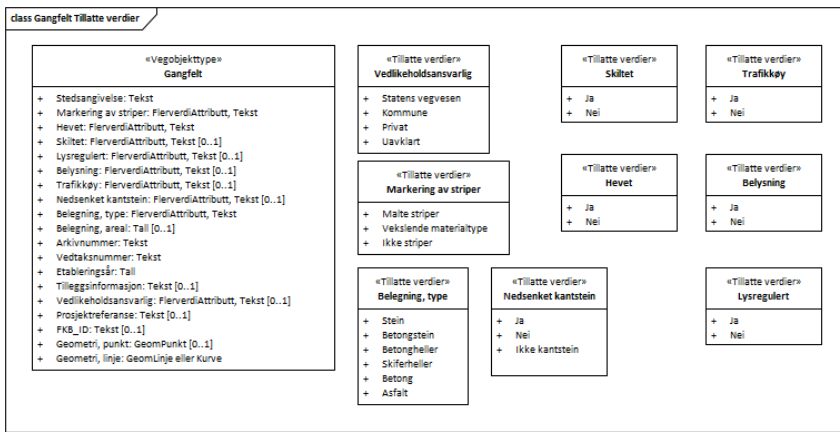 class Gangfelt Tillatte verdier
«Vegobjekttype»
Gangfelt
+ Stedsangivelse: Tekst
+ Markering av striper: FlerverdiAttributt, Tekst
+ Hevet: FlerverdiAttributt, Tekst
+ Skiltet: FlerverdiAttributt, Tekst [0..1]
+ Lysregulert: FlerverdiAttributt, Tekst [0..1]
+ Belysning: FlerverdiAttributt, Tekst [0..1]
+ Trafikkøy: FlerverdiAttributt, Tekst [0..1]
+ Nedsenket kantstein: FlerverdiAttributt, Tekst [0..1]
+ Belegning, type: FlerverdiAttributt, Tekst
+ Belegning, areal: Tall [0..1]
+ Arkivnummer: Tekst
+ Vedtaksnummer: Tekst
+ Etableringsår: Tall
+ Tilleggsinformasjon: Tekst [0..1]
+ Vedlikeholdsansvarlig: FlerverdiAttributt, Tekst [0..1]
+ Prosjektreferanse: Tekst [0..1]
+ FKB_ID: Tekst [0..1]
+ Geometri, punkt: GeomPunkt [0..1]
+ Geometri, linje: GeomLinje eller Kurve
«Tillatte verdier»
Vedlikeholdsansvarlig
+ Statens vegvesen
+ Kommune
+ Privat
+ Uavklart
«Tillatte verdier»
Markering av striper
+ Malte striper
+ Vekslende materialtype
+ Ikke striper
«Tillatte verdier»
Belegning, type
+ Stein
+ Betongstein
+ Betongheller
+ Skiferheller
+ Betong
+ Asfalt
«Tillatte verdier»
Nedsenket kantstein
+ Ja
+ Nei
+ Ikke kantstein
«Tillatte verdier»
Skiltet
+ Ja
+ Nei
«Tillatte verdier»
Hevet
+ Ja
+ Nei
«Tillatte verdier»
Trafikkøy
+ Ja
+ Nei
«Tillatte verdier»
Belysning
+ Ja
+ Nei
«Tillatte verdier»
Lysregulert
+ Ja
+ Nei